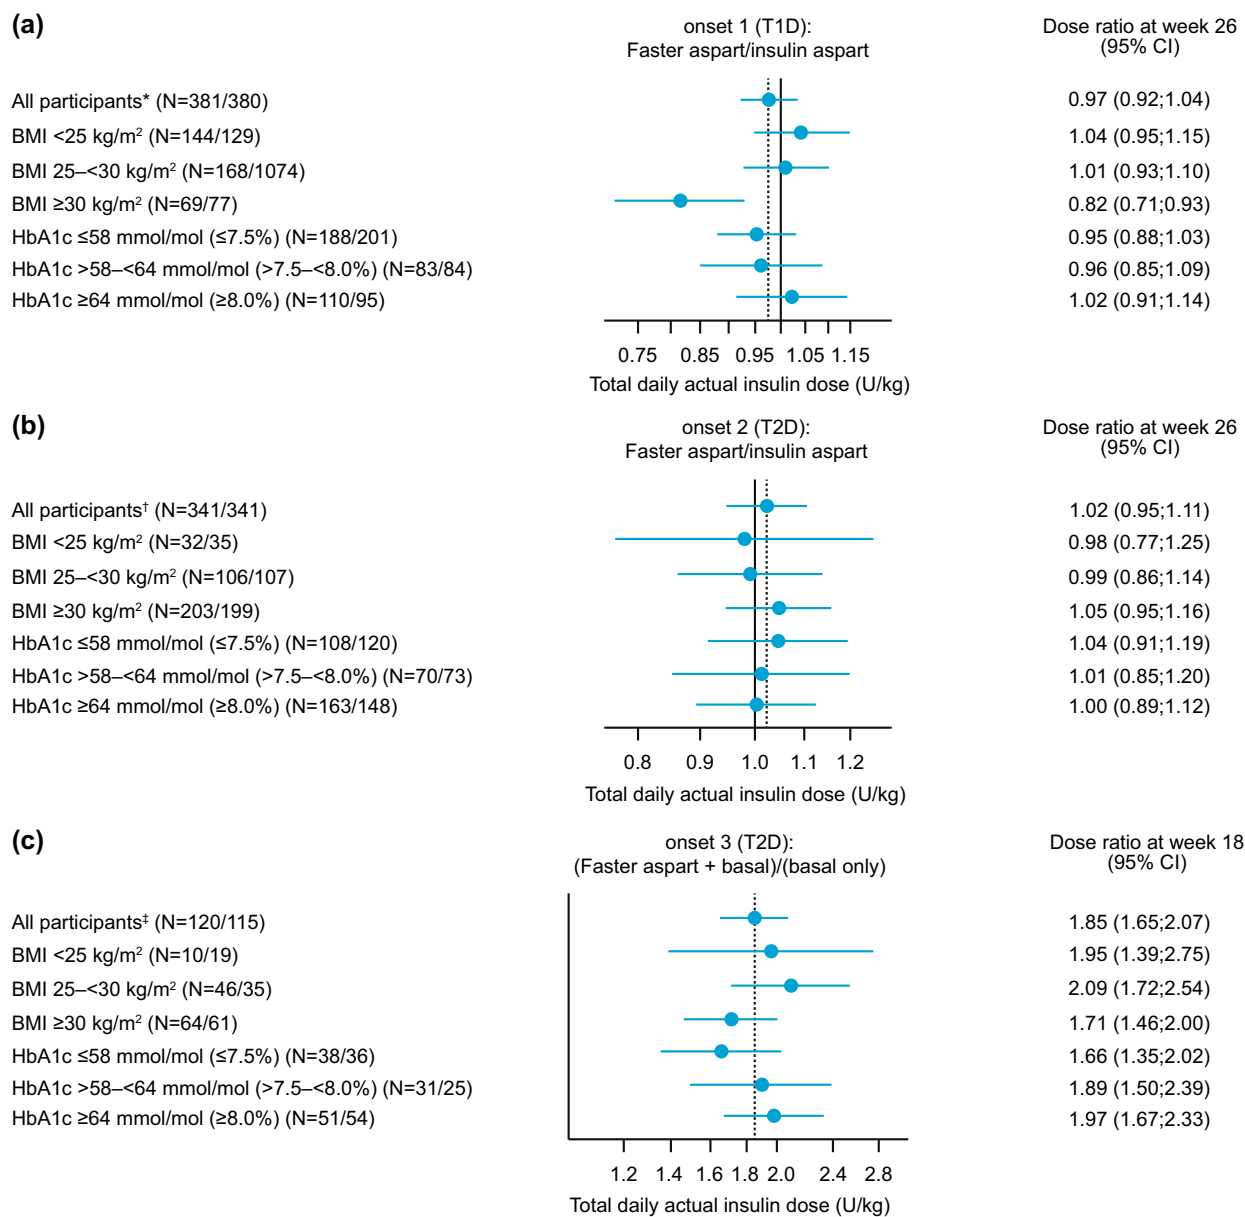 (a)
onset 1 (T1D):
Faster aspart/insulin aspart
Dose ratio at week 26
(95% CI)
All participants* (N=381/380) 0.97 (0.92;1.04)
BMI <25 kg/m² (N=144/129) 1.04 (0.95;1.15)
BMI 25–<30 kg/m² (N=168/1074) 1.01 (0.93;1.10)
BMI ≥30 kg/m² (N=69/77) 0.82 (0.71;0.93)
HbA1c ≤58 mmol/mol (≤7.5%) (N=188/201) 0.95 (0.88;1.03)
HbA1c >58–<64 mmol/mol (>7.5–<8.0%) (N=83/84) 0.96 (0.85;1.09)
HbA1c ≥64 mmol/mol (≥8.0%) (N=110/95) 1.02 (0.91;1.14)
0.75 0.85 0.95 1.05 1.15
Total daily actual insulin dose (U/kg)
(b)
onset 2 (T2D):
Faster aspart/insulin aspart
Dose ratio at week 26
(95% CI)
All participants† (N=341/341) 1.02 (0.95;1.11)
BMI <25 kg/m² (N=32/35) 0.98 (0.77;1.25)
BMI 25–<30 kg/m² (N=106/107) 0.99 (0.86;1.14)
BMI ≥30 kg/m² (N=203/199) 1.05 (0.95;1.16)
HbA1c ≤58 mmol/mol (≤7.5%) (N=108/120) 1.04 (0.91;1.19)
HbA1c >58–<64 mmol/mol (>7.5–<8.0%) (N=70/73) 1.01 (0.85;1.20)
HbA1c ≥64 mmol/mol (≥8.0%) (N=163/148) 1.00 (0.89;1.12)
0.8 0.9 1.0 1.1 1.2
Total daily actual insulin dose (U/kg)
(c)
onset 3 (T2D):
(Faster aspart + basal)/(basal only)
Dose ratio at week 18
(95% CI)
All participants‡ (N=120/115) 1.85 (1.65;2.07)
BMI <25 kg/m² (N=10/19) 1.95 (1.39;2.75)
BMI 25–<30 kg/m² (N=46/35) 2.09 (1.72;2.54)
BMI ≥30 kg/m² (N=64/61) 1.71 (1.46;2.00)
HbA1c ≤58 mmol/mol (≤7.5%) (N=38/36) 1.66 (1.35;2.02)
HbA1c >58–<64 mmol/mol (>7.5–<8.0%) (N=31/25) 1.89 (1.50;2.39)
HbA1c ≥64 mmol/mol (≥8.0%) (N=51/54) 1.97 (1.67;2.33)
1.2 1.4 1.6 1.8 2.0 2.4 2.8
Total daily actual insulin dose (U/kg)